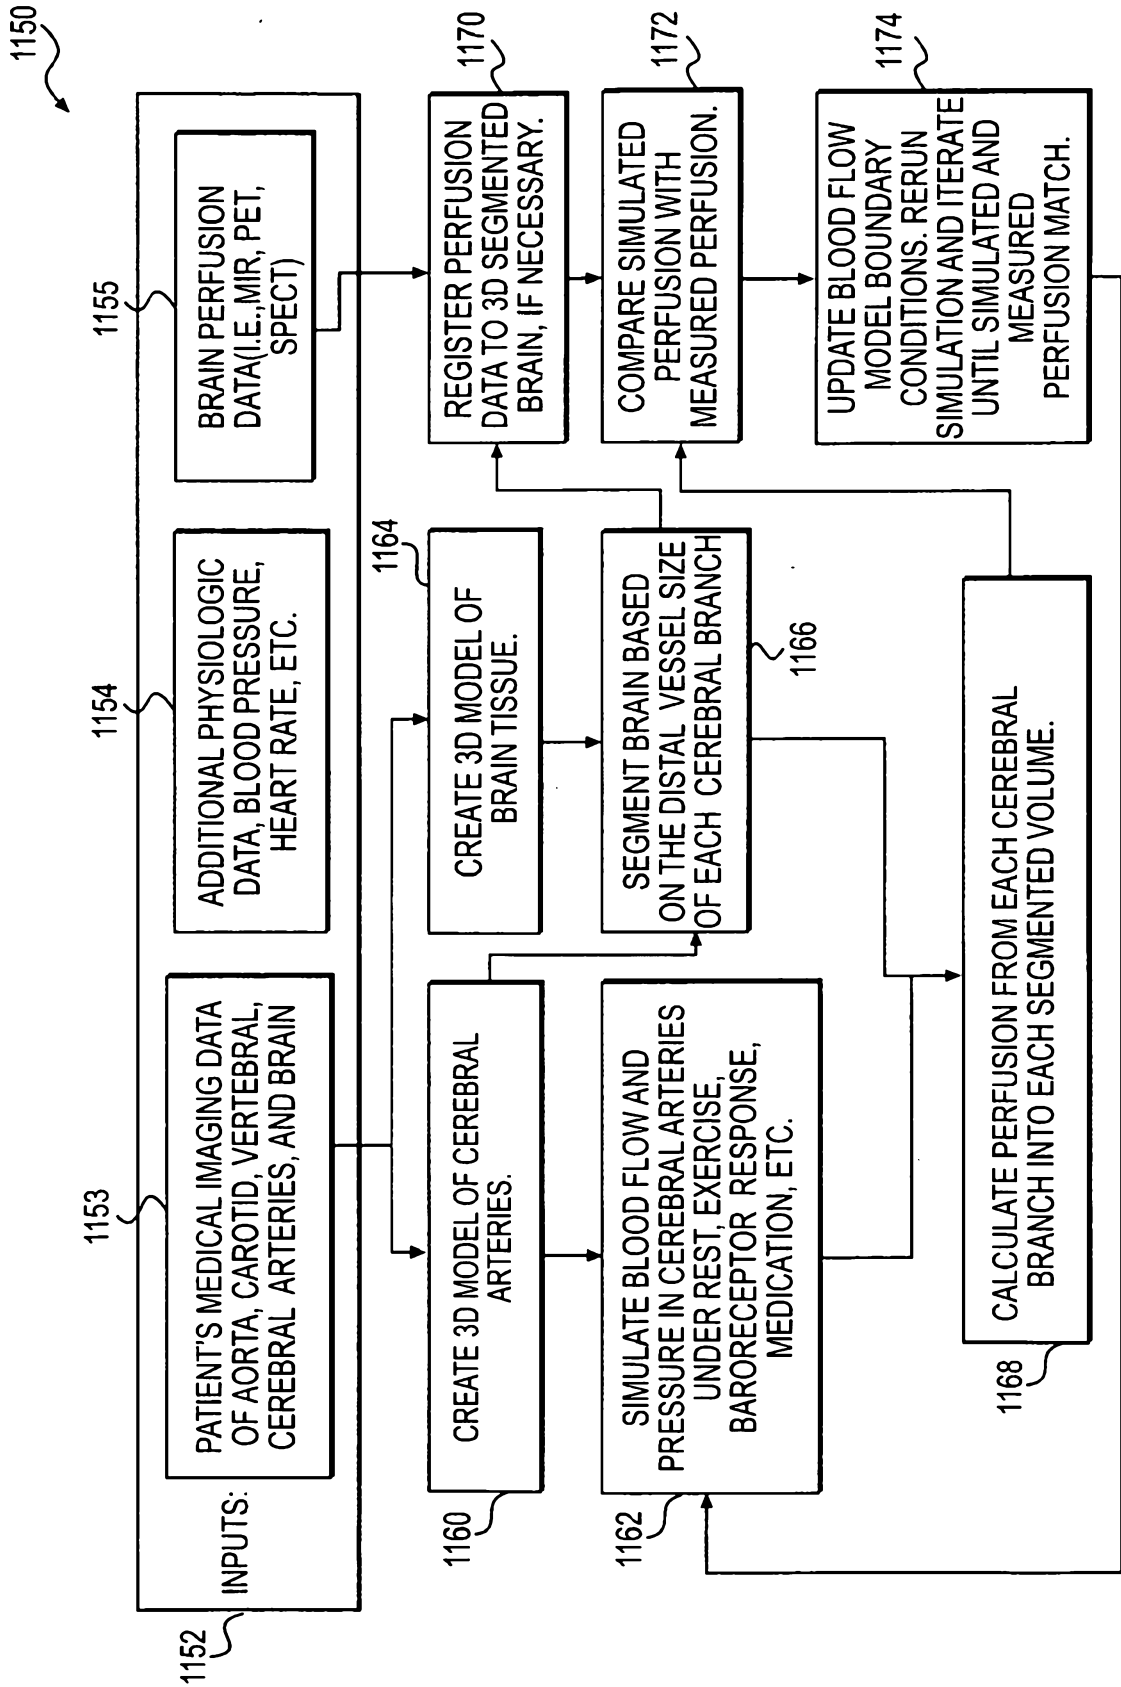 1150
1152
INPUTS:
1153
PATIENT'S MEDICAL IMAGING DATA
OF AORTA, CAROTID, VERTEBRAL,
CEREBRAL ARTERIES, AND BRAIN
1154
ADDITIONAL PHYSIOLOGIC
DATA, BLOOD PRESSURE,
HEART RATE, ETC.
1155
BRAIN PERFUSION
DATA(I.E.,MIR, PET,
SPECT)
1160
CREATE 3D MODEL OF CEREBRAL
ARTERIES.
1164
CREATE 3D MODEL OF
BRAIN TISSUE.
1170
REGISTER PERFUSION
DATA TO 3D SEGMENTED
BRAIN, IF NECESSARY.
1162
SIMULATE BLOOD FLOW AND
PRESSURE IN CEREBRAL ARTERIES
UNDER REST, EXERCISE,
BARORECEPTOR RESPONSE,
MEDICATION, ETC.
SEGMENT BRAIN BASED
ON THE DISTAL VESSEL SIZE
OF EACH CEREBRAL BRANCH
1166
1172
COMPARE SIMULATED
PERFUSION WITH
MEASURED PERFUSION.
1168
CALCULATE PERFUSION FROM EACH CEREBRAL
BRANCH INTO EACH SEGMENTED VOLUME.
1174
UPDATE BLOOD FLOW
MODEL BOUNDARY
CONDITIONS. RERUN
SIMULATION AND ITERATE
UNTIL SIMULATED AND
MEASURED
PERFUSION MATCH.